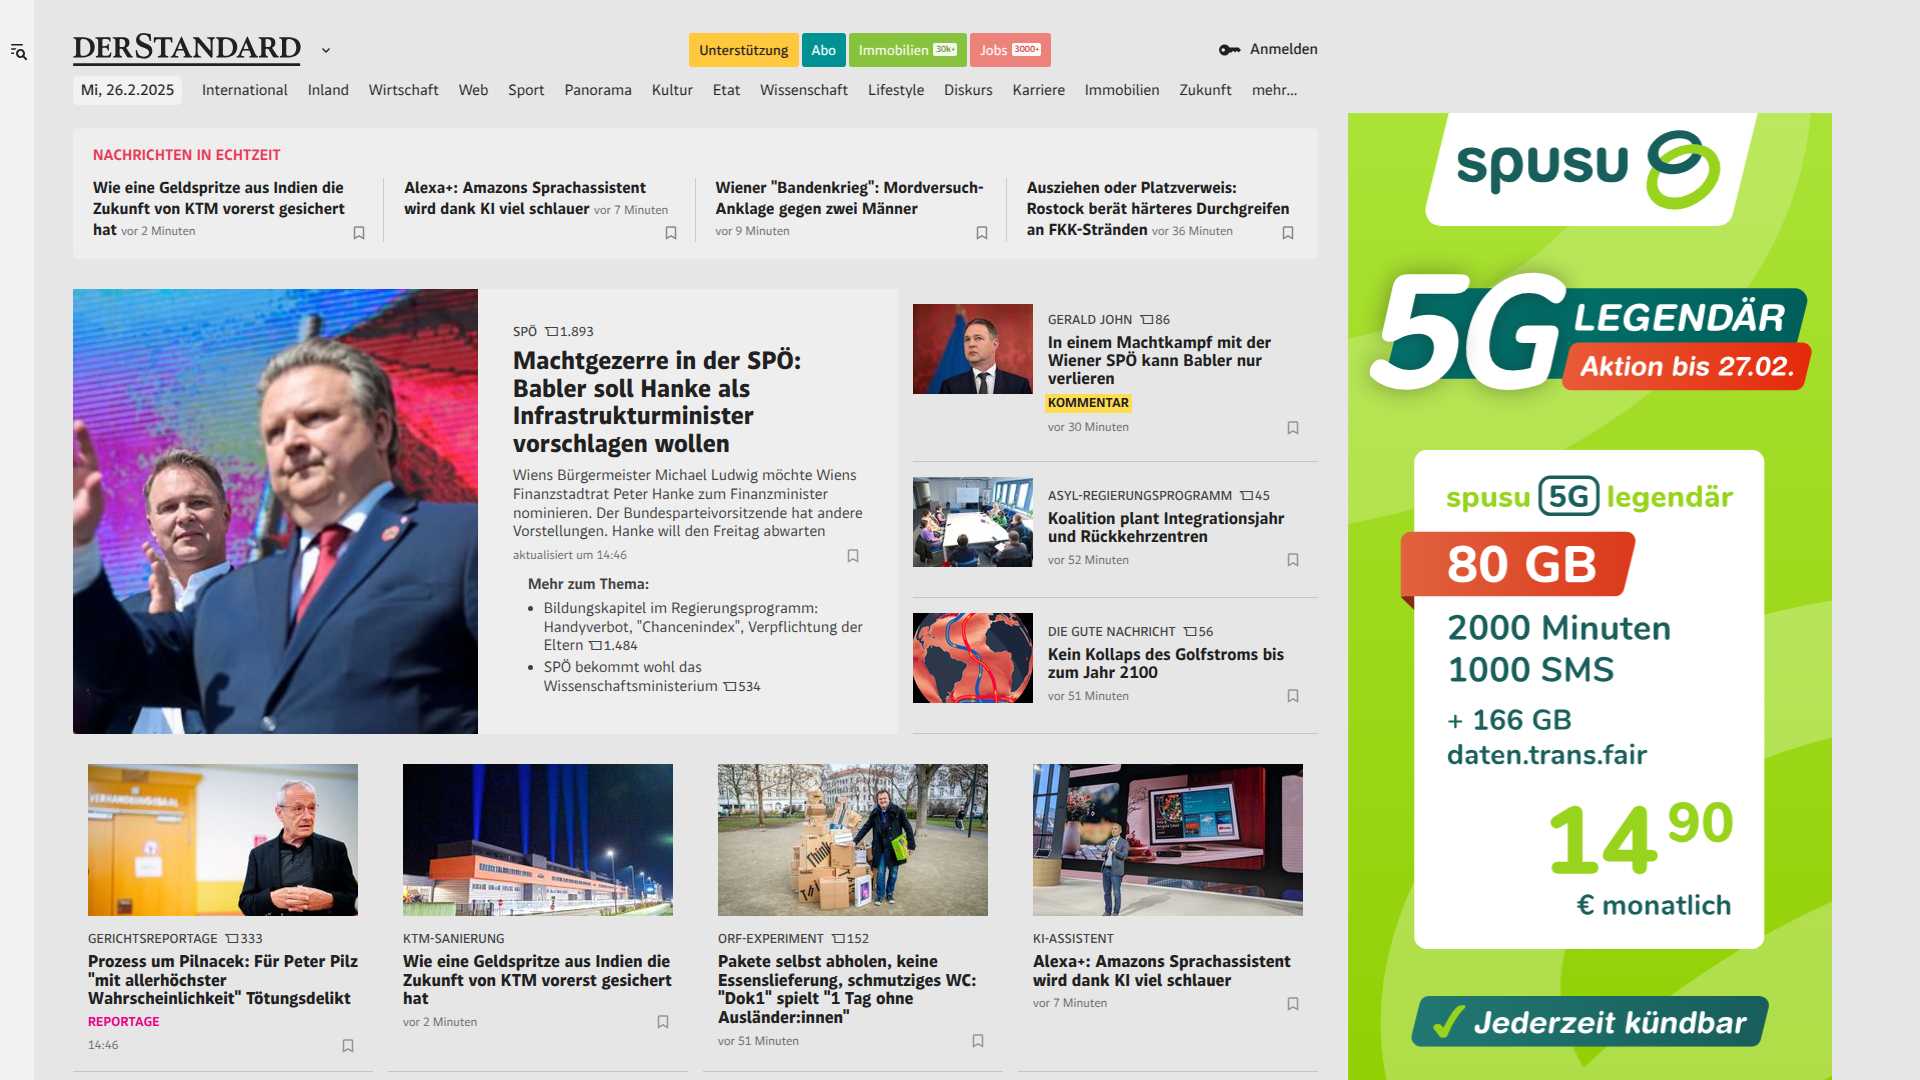 DERSTANDARD
Unterstützung
Abo
Immobilien 30k+
Jobs 3000+
Anmelden
Mi, 26.2.2025
International
Inland
Wirtschaft
Web
Sport
Panorama
Kultur
Etat
Wissenschaft
Lifestyle
Diskurs
Karriere
Immobilien
Zukunft
mehr...
NACHRICHTEN IN ECHTZEIT
Wie eine Geldspritze aus Indien die
Zukunft von KTM vorerst gesichert
hat vor 2 Minuten
Alexa+: Amazons Sprachassistent
wird dank KI viel schlauer vor 7 Minuten
Wiener "Bandenkrieg": Mordversuch-
Anklage gegen zwei Männer
vor 9 Minuten
Ausziehen oder Platzverweis:
Rostock berät härteres Durchgreifen
an FKK-Stränden vor 36 Minuten
SPÖ 1.893
Machtgezerre in der SPÖ:
Babler soll Hanke als
Infrastrukturminister
vorschlagen wollen
Wiens Bürgermeister Michael Ludwig möchte Wiens
Finanzstadtrat Peter Hanke zum Finanzminister
nominieren. Der Bundesparteivorsitzende hat andere
Vorstellungen. Hanke will den Freitag abwarten
aktualisiert um 14:46
Mehr zum Thema:
• Bildungskapitel im Regierungsprogramm:
Handyverbot, "Chancenindex", Verpflichtung der
Eltern 1.484
• SPÖ bekommt wohl das
Wissenschaftsministerium 534
GERALD JOHN 86
In einem Machtkampf mit der
Wiener SPÖ kann Babler nur
verlieren
KOMMENTAR
vor 30 Minuten
ASYL-REGIERUNGSPROGRAMM 45
Koalition plant Integrationsjahr
und Rückkehrzentren
vor 52 Minuten
DIE GUTE NACHRICHT 56
Kein Kollaps des Golfstroms bis
zum Jahr 2100
vor 51 Minuten
VERHANDLUNGSSAAL
GERICHTSREPORTAGE 333
Prozess um Pilnacek: Für Peter Pilz
"mit allerhöchster
Wahrscheinlichkeit" Tötungsdelikt
REPORTAGE
14:46
KTM-SANIERUNG
Wie eine Geldspritze aus Indien die
Zukunft von KTM vorerst gesichert
hat
vor 2 Minuten
Think
ORF-EXPERIMENT 152
Pakete selbst abholen, keine
Essenslieferung, schmutziges WC:
"Dok1" spielt "1 Tag ohne
Ausländer:innen"
vor 51 Minuten
KI-ASSISTENT
Alexa+: Amazons Sprachassistent
wird dank KI viel schlauer
vor 7 Minuten
spusu
5G LEGENDÄR
Aktion bis 27.02.
spusu 5G legendär
80 GB
2000 Minuten
1000 SMS
+ 166 GB
daten.trans.fair
14 90
€ monatlich
Jederzeit kündbar